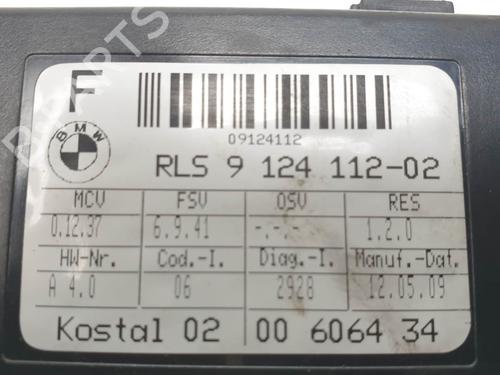 F
BMW
09124112
RLS 9 124 112-02
MCV FSV OSV RES
0.12.37 6.9.41 -.-.- 1.2.0
HW-Nr. Cod.-I. Diag.-I. Manuf.-Dat.
A 4.0 06 2928 12.05.09
Kostal 02 00 6064 34